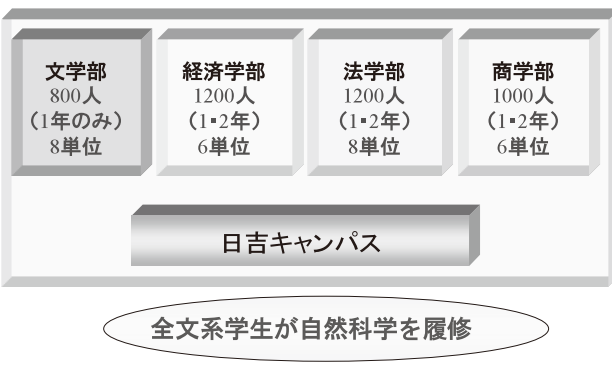 文学部
800人
（1年のみ）
8単位
経済学部
1200人
（1・2年）
6単位
法学部
1200人
（1・2年）
8単位
商学部
1000人
（1・2年）
6単位
日吉キャンパス
全文系学生が自然科学を履修